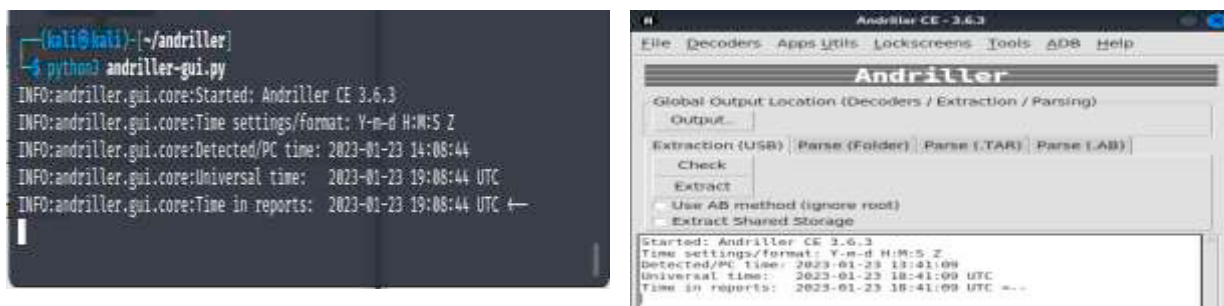 (kali㉿kali)-[~/andriller]
$ python3 andriller-gui.py
INFO:andriller.gui.core:Started: Andriller CE 3.6.3
INFO:andriller.gui.core:Time settings/format: Y-m-d H:M:S Z
INFO:andriller.gui.core:Detected/PC time: 2023-01-23 14:08:44
INFO:andriller.gui.core:Universal time: 2023-01-23 19:08:44 UTC
INFO:andriller.gui.core:Time in reports: 2023-01-23 19:08:44 UTC ←--
Andriller CE - 3.6.3
File Decoders Apps Utils Lockscreens Tools ADB Help
Andriller
Global Output Location (Decoders / Extraction / Parsing)
Output..
Extraction (USB) Parse (Folder) Parse (.TAR) Parse (.AB)
Check
Extract
Use AB method (ignore root)
Extract Shared Storage
Started: Andriller CE 3.6.3
Time settings/format: Y-m-d H:M:S Z
Detected/PC time: 2023-01-23 13:41:09
Universal time: 2023-01-23 18:41:09 UTC
Time in reports: 2023-01-23 18:41:09 UTC <--